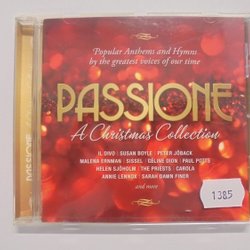 Popular Anthems and Hymns
by the greatest voices of our time
PASSIONE
A Christmas Collection
IL DIVO | SUSAN BOYLE | PETER JÖBACK
MALENA ERNMAN | SISSEL | CÉLINE DION | PAUL POTTS
HELEN SJÖHOLM | THE PRIESTS | CAROLA
ANNIE LENNOX | SARAH DAWN FINER
and more
PASSIONE
1385